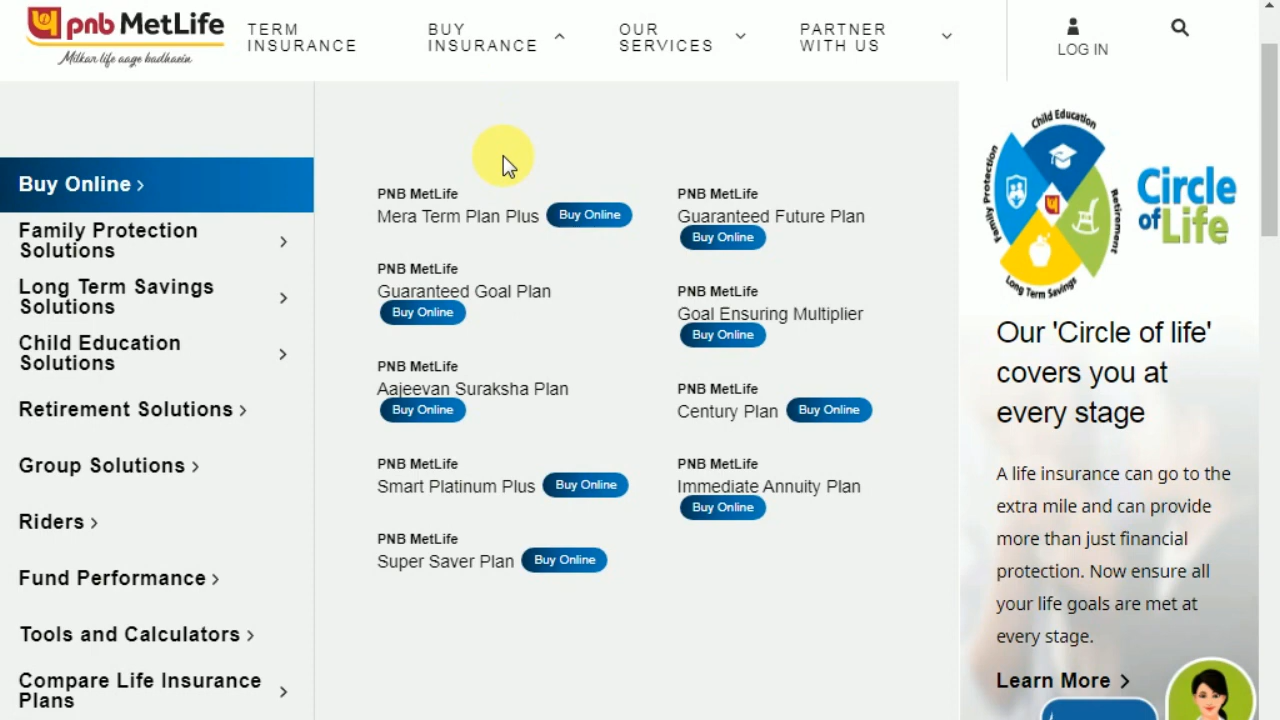 pnb MetLife
Milkar life aage badhaein
TERM
INSURANCE
BUY
INSURANCE
OUR
SERVICES
PARTNER
WITH US
LOG IN
Buy Online
Family Protection
Solutions
Long Term Savings
Solutions
Child Education
Solutions
Retirement Solutions
Group Solutions
Riders
Fund Performance
Tools and Calculators
Compare Life Insurance
Plans
PNB MetLife
Mera Term Plan Plus Buy Online
PNB MetLife
Guaranteed Goal Plan
Buy Online
PNB MetLife
Aajeevan Suraksha Plan
Buy Online
PNB MetLife
Smart Platinum Plus Buy Online
PNB MetLife
Super Saver Plan Buy Online
PNB MetLife
Guaranteed Future Plan
Buy Online
PNB MetLife
Goal Ensuring Multiplier
Buy Online
PNB MetLife
Century Plan Buy Online
PNB MetLife
Immediate Annuity Plan
Buy Online
Child Education
Family Protection
Retirement
Long Term Savings
Circle
of Life
Our 'Circle of life'
covers you at
every stage
A life insurance can go to the
extra mile and can provide
more than just financial
protection. Now ensure all
your life goals are met at
every stage.
Learn More